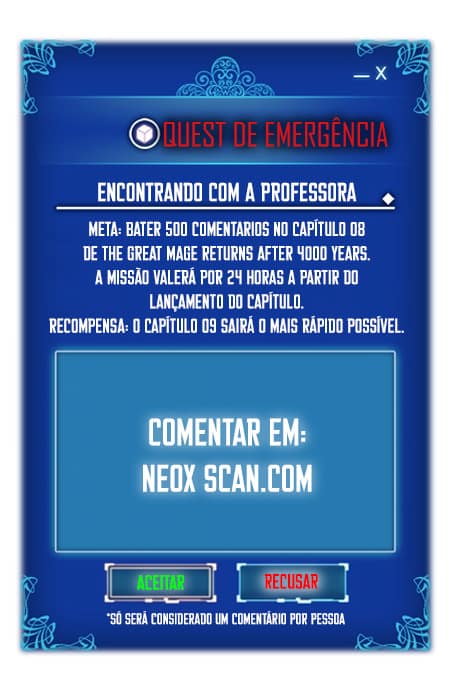 — X
QUEST DE EMERGÊNCIA
ENCONTRANDO COM A PROFESSORA
META: BATER 500 COMENTARIOS NO CAPÍTULO 08
DE THE GREAT MAGE RETURNS AFTER 4000 YEARS.
A MISSÃO VALERÁ POR 24 HORAS A PARTIR DO
LANÇAMENTO DO CAPÍTULO.
RECOMPENSA: O CAPÍTULO 09 SAIRÁ O MAIS RÁPIDO POSSÍVEL.
COMENTAR EM:
NEOX SCAN.COM
ACEITAR RECUSAR
*SÓ SERÁ CONSIDERADO UM COMENTÁRIO POR PESSOA